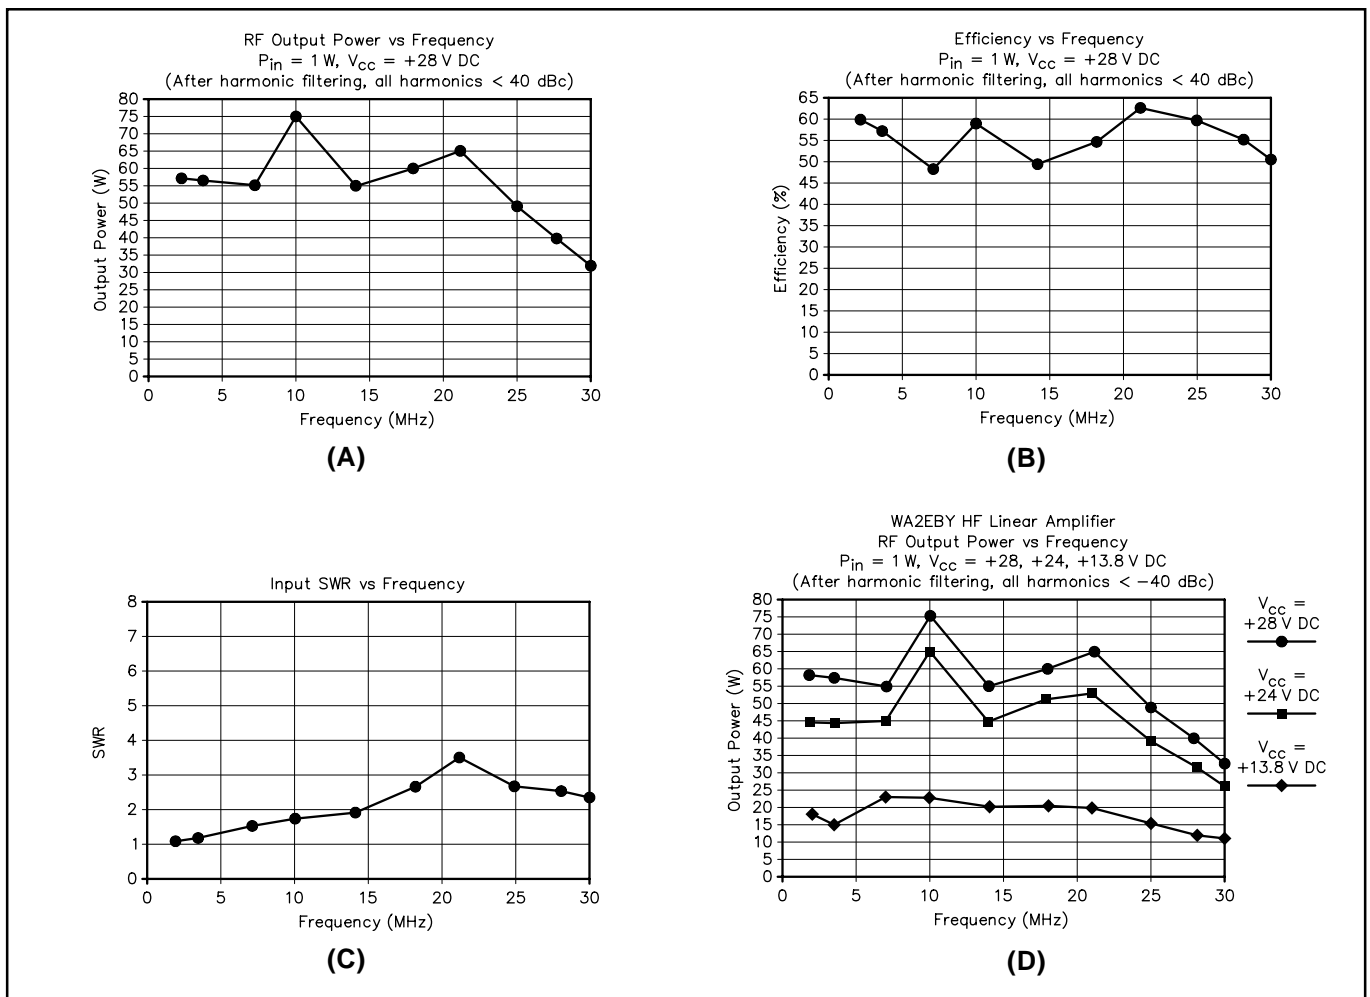 RF Output Power vs Frequency
Pin = 1 W, Vcc = +28 V DC
(After harmonic filtering, all harmonics < 40 dBc)
80
75
70
65
60
55
50
45
40
35
30
25
20
15
10
5
0
Output Power (W)
0 5 10 15 20 25 30
Frequency (MHz)
(A)
Efficiency vs Frequency
Pin = 1 W, Vcc = +28 V DC
(After harmonic filtering, all harmonics < 40 dBc)
65
60
55
50
45
40
35
30
25
20
15
10
5
0
Efficiency (%)
0 5 10 15 20 25 30
Frequency (MHz)
(B)
Input SWR vs Frequency
8
7
6
5
4
3
2
1
0
SWR
0 5 10 15 20 25 30
Frequency (MHz)
(C)
WA2EBY HF Linear Amplifier
RF Output Power vs Frequency
Pin = 1 W, Vcc = +28, +24, +13.8 V DC
(After harmonic filtering, all harmonics < −40 dBc)
80
75
70
65
60
55
50
45
40
35
30
25
20
15
10
5
0
Output Power (W)
0 5 10 15 20 25 30
Frequency (MHz)
Vcc =
+28 V DC
Vcc =
+24 V DC
Vcc =
+13.8 V DC
(D)